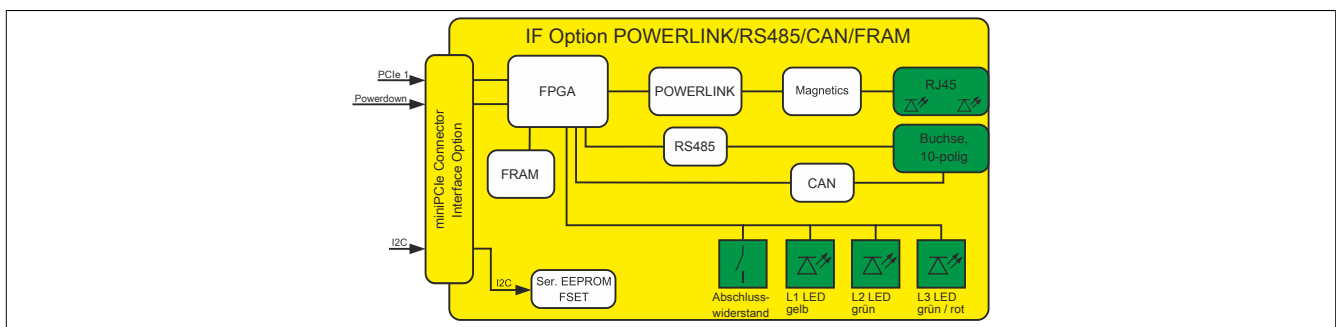 IF Option POWERLINK/RS485/CAN/FRAM
PCIe 1
Powerdown
I2C
miniPCIe Connector
Interface Option
FPGA
POWERLINK
Magnetics
RJ45
RS485
Buchse,
10-polig
FRAM
CAN
I2C
Ser. EEPROM
FSET
Abschluss-
widerstand
L1 LED
gelb
L2 LED
grün
L3 LED
grün / rot